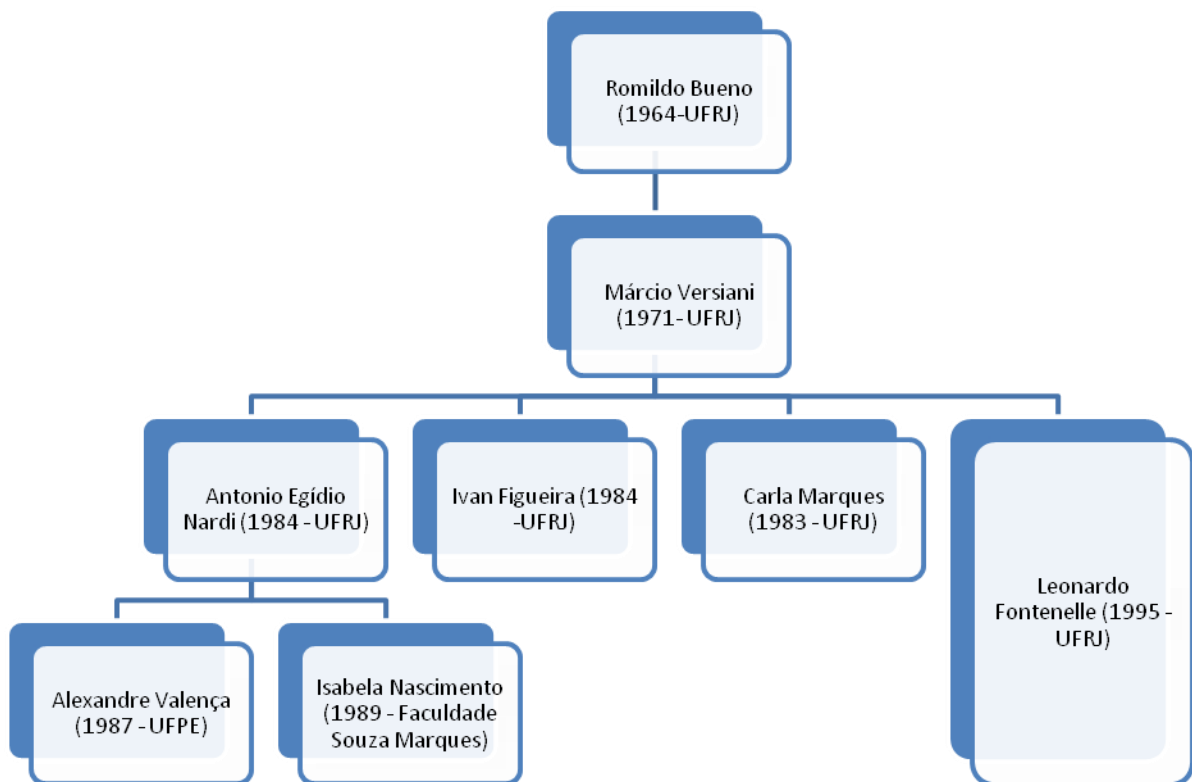 Romildo Bueno
(1964-UFRJ)
Márcio Versiani
(1971- UFRJ)
Antonio Egídio
Nardi (1984 - UFRJ)
Ivan Figueira (1984
-UFRJ)
Carla Marques
(1983 - UFRJ)
Leonardo
Fontenelle (1995 -
UFRJ)
Alexandre Valença
(1987 - UFPE)
Isabela Nascimento
(1989 - Faculdade
Souza Marques)